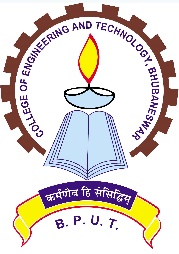 COLLEGE OF ENGINEERING AND TECHNOLOGY, BHUBANESWAR
कर्मणैव हि संसिद्धिम्
B. P. U. T.